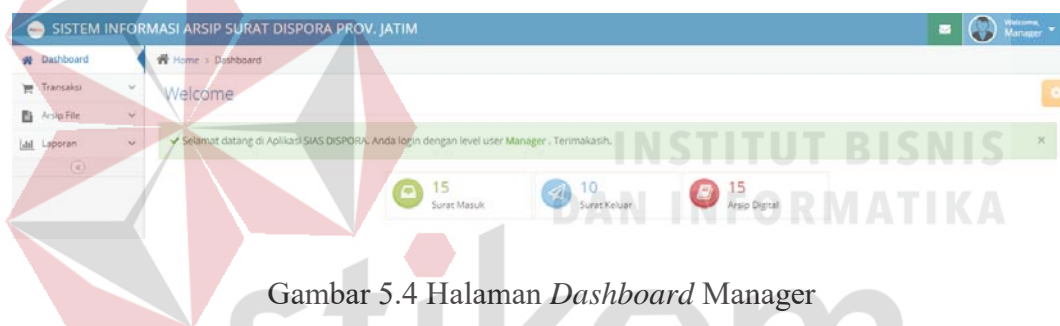 SISTEM INFORMASI ARSIP SURAT DISPORA PROV. JATIM
Welcome,
Manager
Dashboard
Home > Dashboard
Transaksi
Welcome
Arsip File
Laporan
Selamat datang di Aplikasi SIAS DISPORA. Anda login dengan level user Manager . Terimakasih.
INSTITUT BISNIS
DAN INFORMATIKA
15
Surat Masuk
10
Surat Keluar
15
Arsip Digital
Gambar 5.4 Halaman Dashboard Manager
stikom